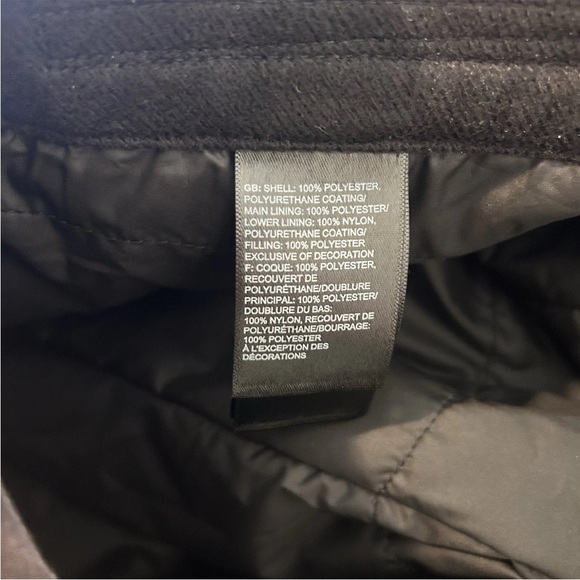 GB: SHELL: 100% POLYESTER,
POLYURETHANE COATING/
MAIN LINING: 100% POLYESTER/
LOWER LINING: 100% NYLON,
POLYURETHANE COATING/
FILLING: 100% POLYESTER
EXCLUSIVE OF DECORATION
F: COQUE: 100% POLYESTER,
RECOUVERT DE
POLYURÉTHANE/DOUBLURE
PRINCIPAL: 100% POLYESTER/
DOUBLURE DU BAS:
100% NYLON, RECOUVERT DE
POLYURÉTHANE/BOURRAGE:
100% POLYESTER
À L'EXCEPTION DES
DÉCORATIONS